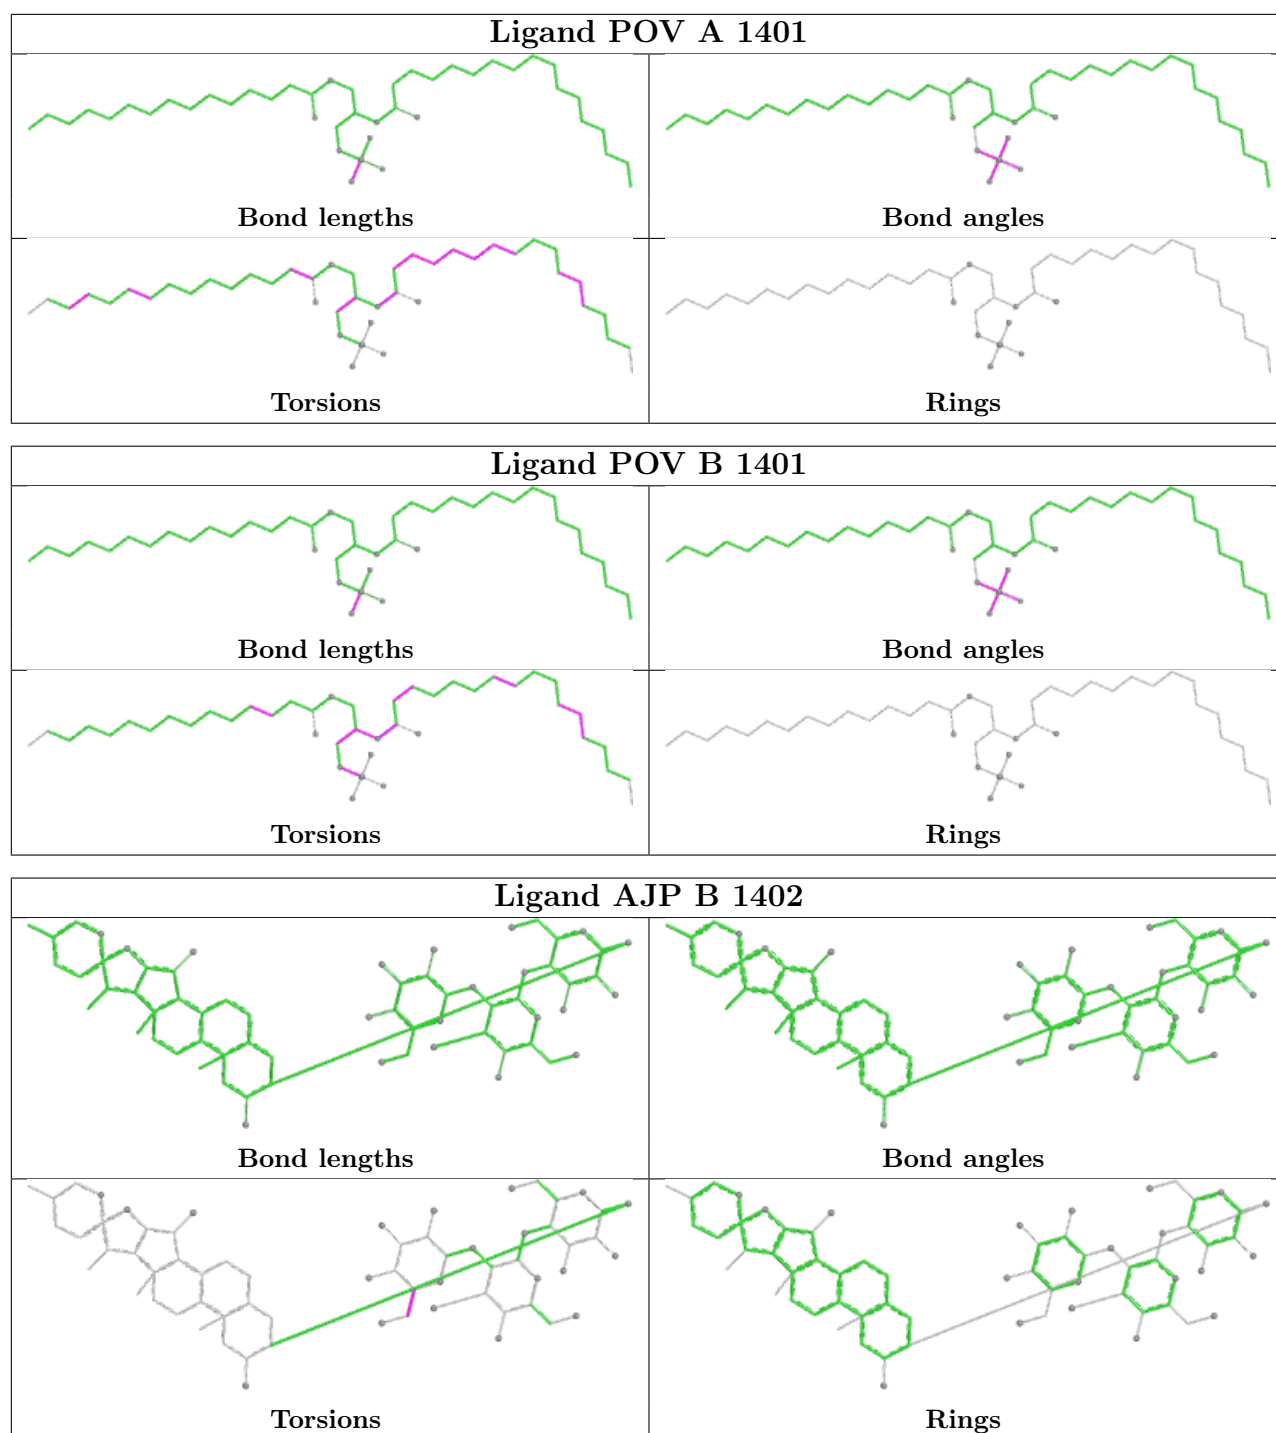 Ligand POV A 1401
Bond lengths
Bond angles
Torsions
Rings
Ligand POV B 1401
Bond lengths
Bond angles
Torsions
Rings
Ligand AJP B 1402
Bond lengths
Bond angles
Torsions
Rings